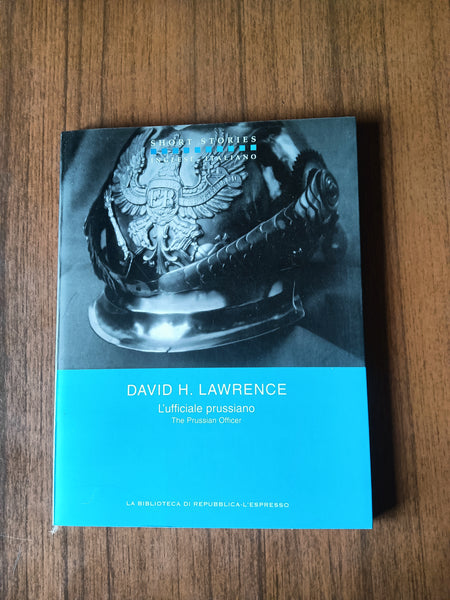 SHORT STORIES
INGLESE-ITALIANO
DAVID H. LAWRENCE
L'ufficiale prussiano
The Prussian Officer
LA BIBLIOTECA DI REPUBBLICA-L'ESPRESSO